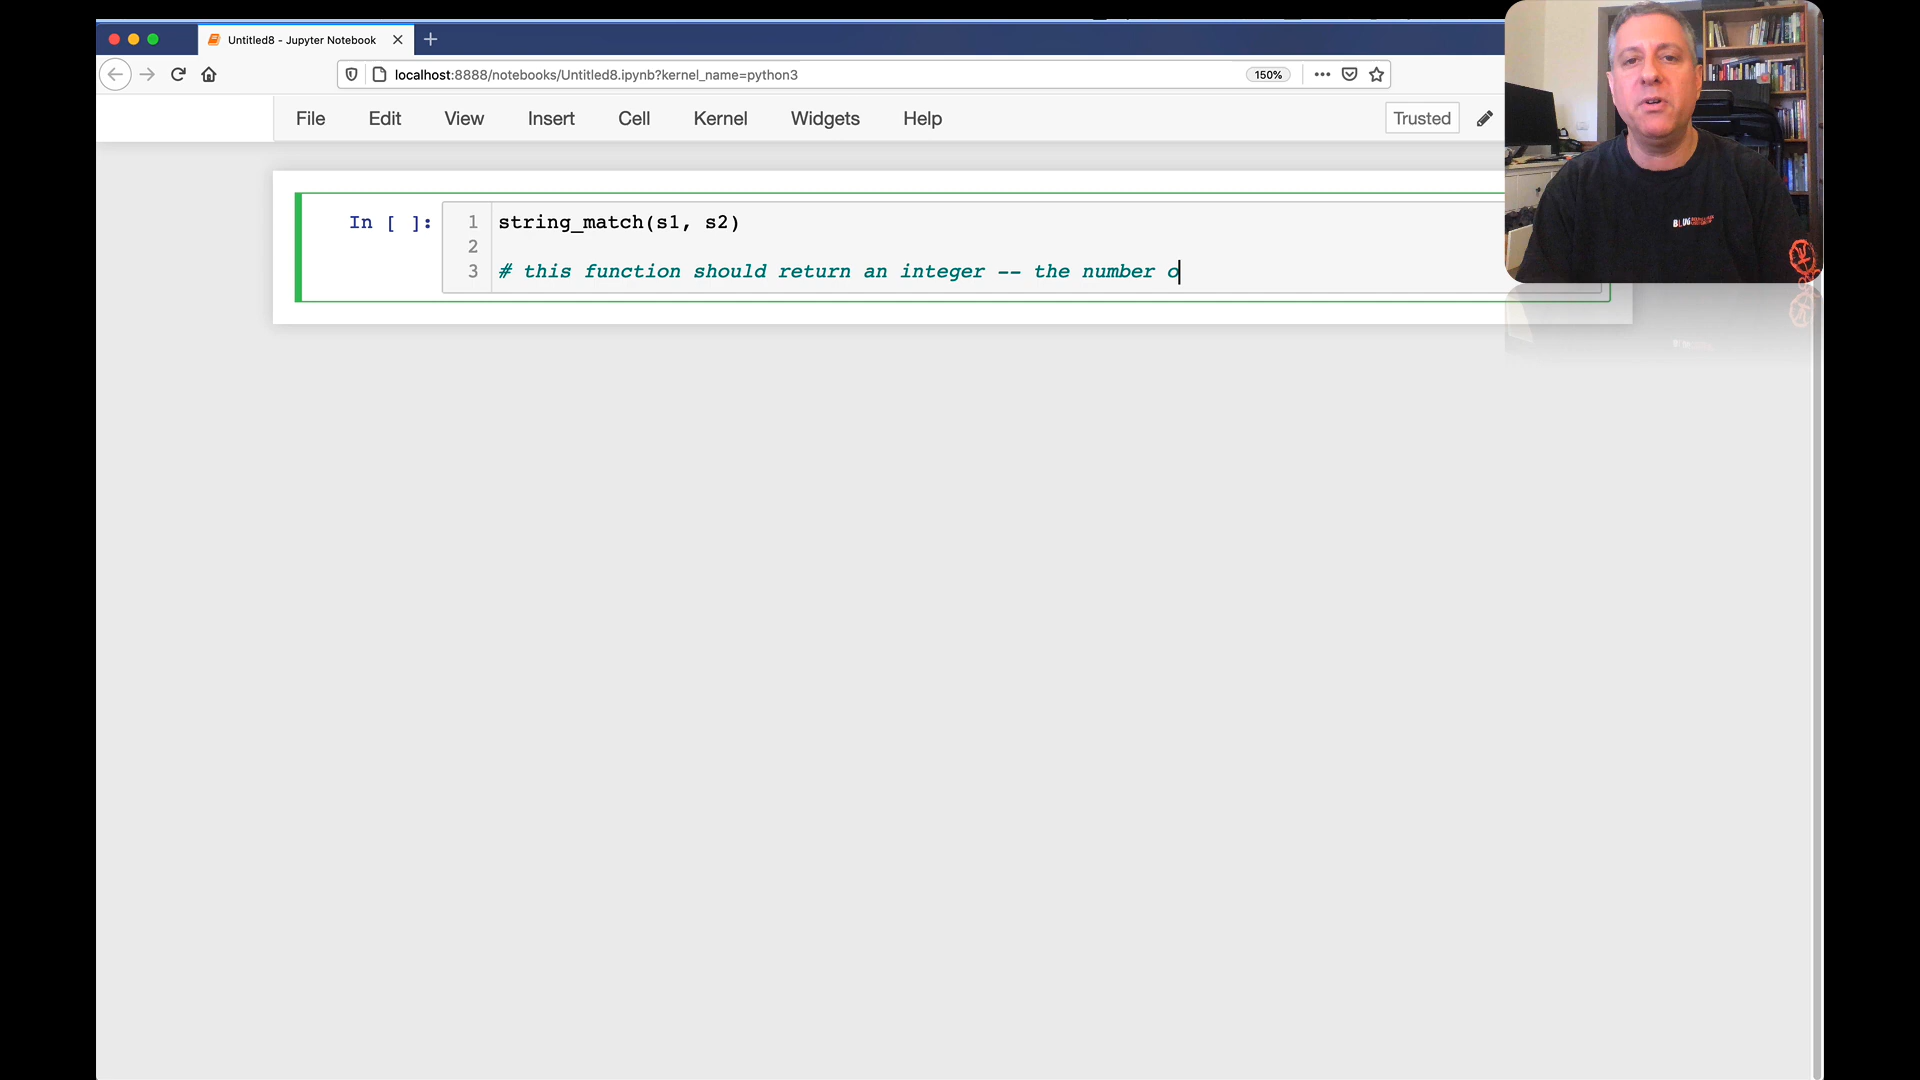 Untitled8 - Jupyter Notebook
localhost:8888/notebooks/Untitled8.ipynb?kernel_name=python3
150%
File Edit View Insert Cell Kernel Widgets Help
Trusted
In [ ]:
1 string_match(s1, s2)
2
3 # this function should return an integer -- the number o